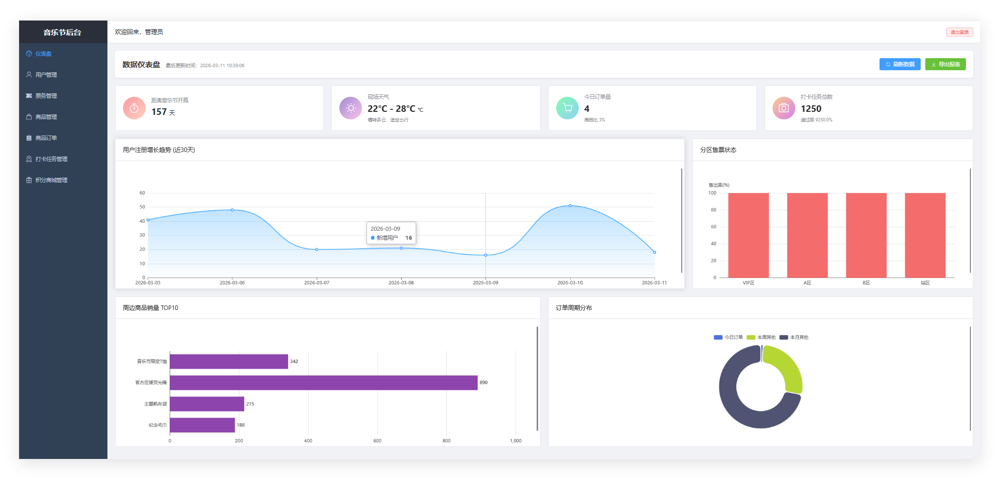 音乐节后台
仪表盘
用户管理
票务管理
商品管理
商品订单
打卡任务管理
积分商城管理
欢迎回来，管理员
退出登录
数据仪表盘 最后更新时间：2026-03-11 10:39:06
刷新数据
导出报表
距离音乐节开幕
157 天
现场天气
22℃ - 28℃ ℃
晴转多云，适合出行
今日订单量
4
周同比 3%
打卡任务总数
1250
通过率 9250.0%
用户注册增长趋势 (近30天)
60
50
40
30
20
10
0
2026-03-09
新增用户 16
2026-03-05 2026-03-06 2026-03-07 2026-03-08 2026-03-09 2026-03-10 2026-03-11
分区售票状态
售出率(%)
100
80
60
40
20
0
VIP区 A区 B区 站区
周边商品销量 TOP10
音乐节限定T恤 342
官方应援荧光棒 890
主题帆布袋 215
纪念毛巾 188
0 200 400 600 800 1,000
订单周期分布
今日订单 本周其他 本月其他